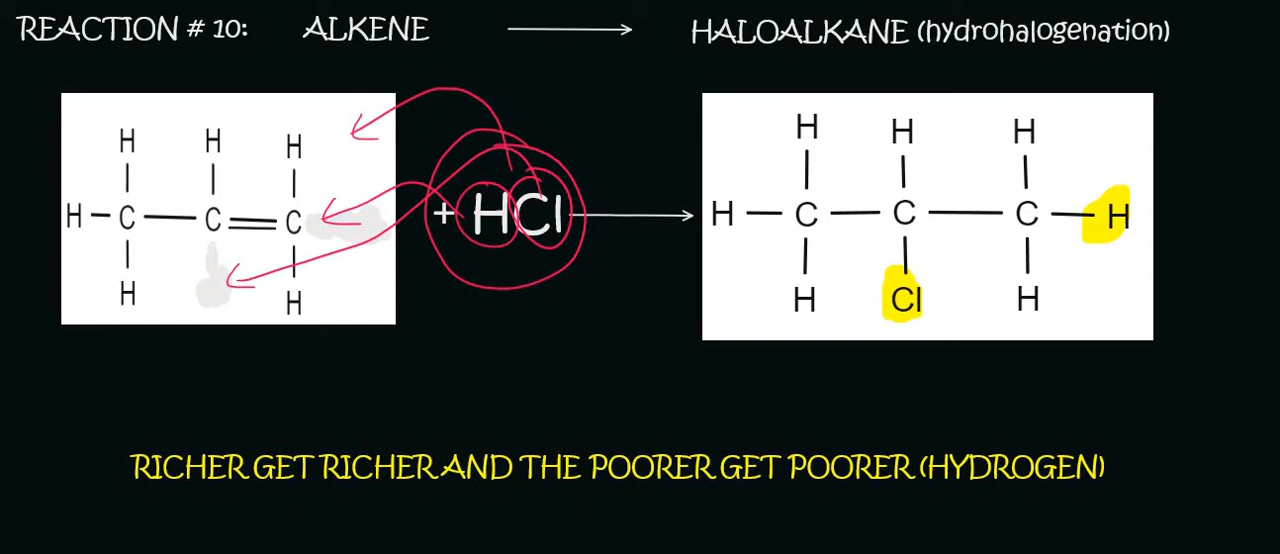 REACTION # 10: ALKENE HALOALKANE (hydrohalogenation)
H H H
H C C C
H H
+ HCl
H H H
H C C C H
H Cl H
RICHER GET RICHER AND THE POORER GET POORER (HYDROGEN)